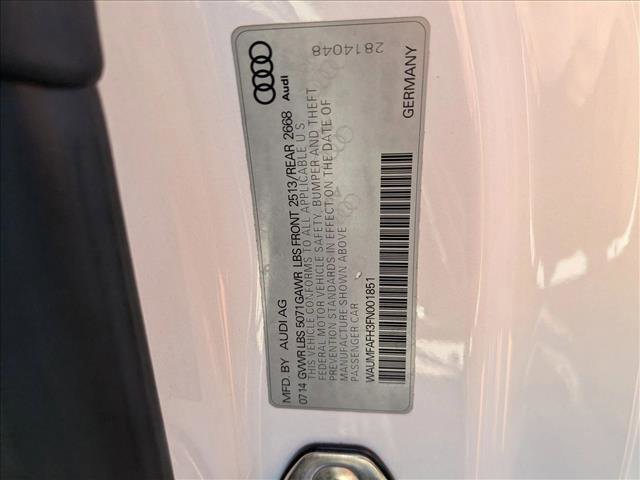 MFD. BY AUDI AG
0714 GVWR LBS 5071 GAWR LBS FRONT 2513/REAR 2668
THIS VEHICLE CONFORMS TO ALL APPLICABLE U S
FEDERAL MOTOR VEHICLE SAFETY, BUMPER AND THEFT
PREVENTION STANDARDS IN EFFECT ON THE DATE OF
MANUFACTURE SHOWN ABOVE
PASSENGER CAR
WAUMFAFH3FN001851
Audi
2814048
GERMANY